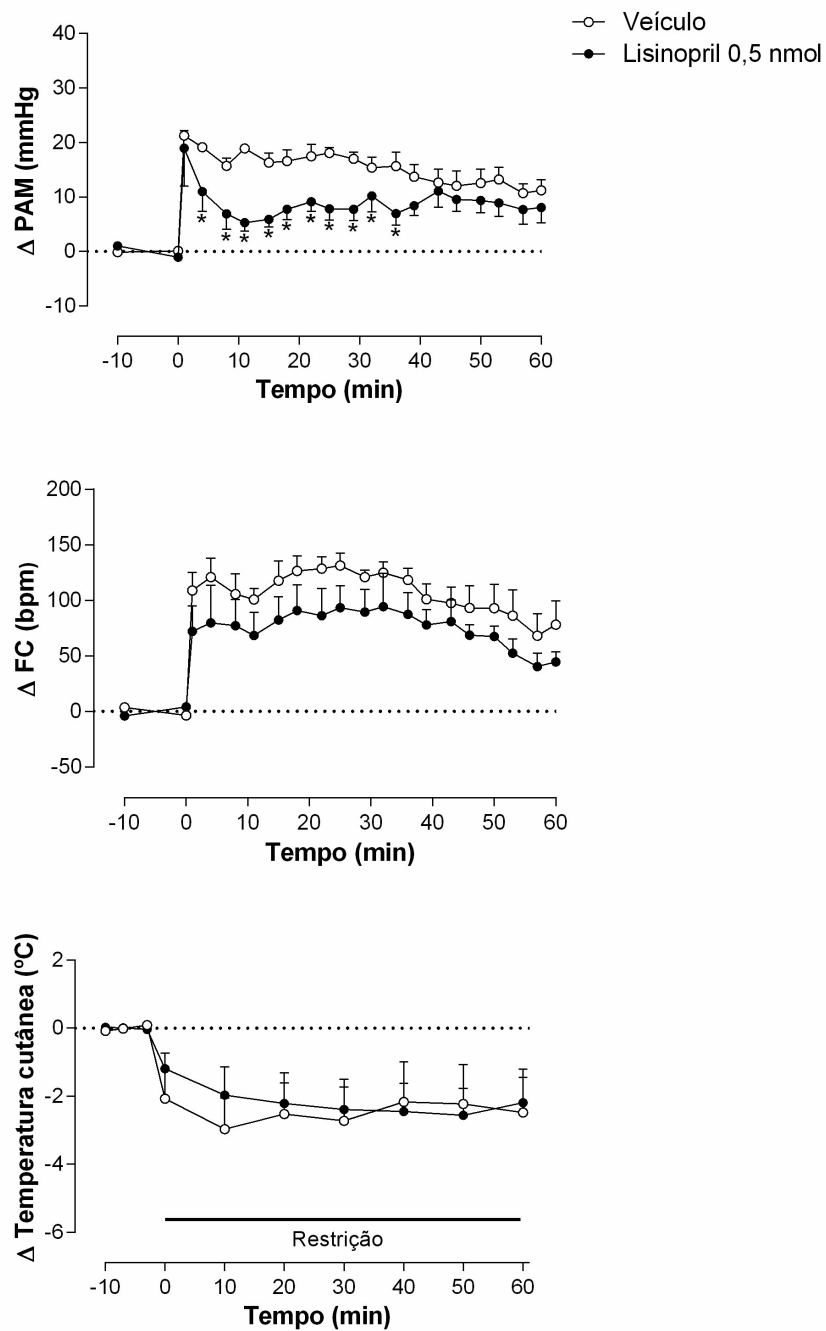 Veículo
Lisinopril 0,5 nmol
Δ PAM (mmHg)
40
30
20
10
0
-10
* * * * * * * * * *
-10 0 10 20 30 40 50 60
Tempo (min)
Δ FC (bpm)
200
150
100
50
0
-50
-10 0 10 20 30 40 50 60
Tempo (min)
Δ Temperatura cutânea (ºC)
2
0
-2
-4
-6
Restrição
-10 0 10 20 30 40 50 60
Tempo (min)